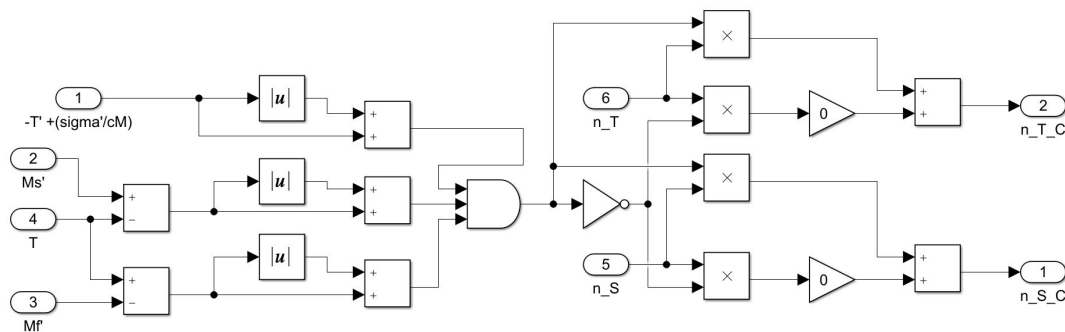 1
-T' +(sigma'/cM)
2
Ms'
4
T
3
Mf'
|u|
+
+
+
−
|u|
+
+
+
−
|u|
+
+
6
n_T
5
n_S
×
×
0
×
×
0
+
+
+
+
2
n_T_C
1
n_S_C